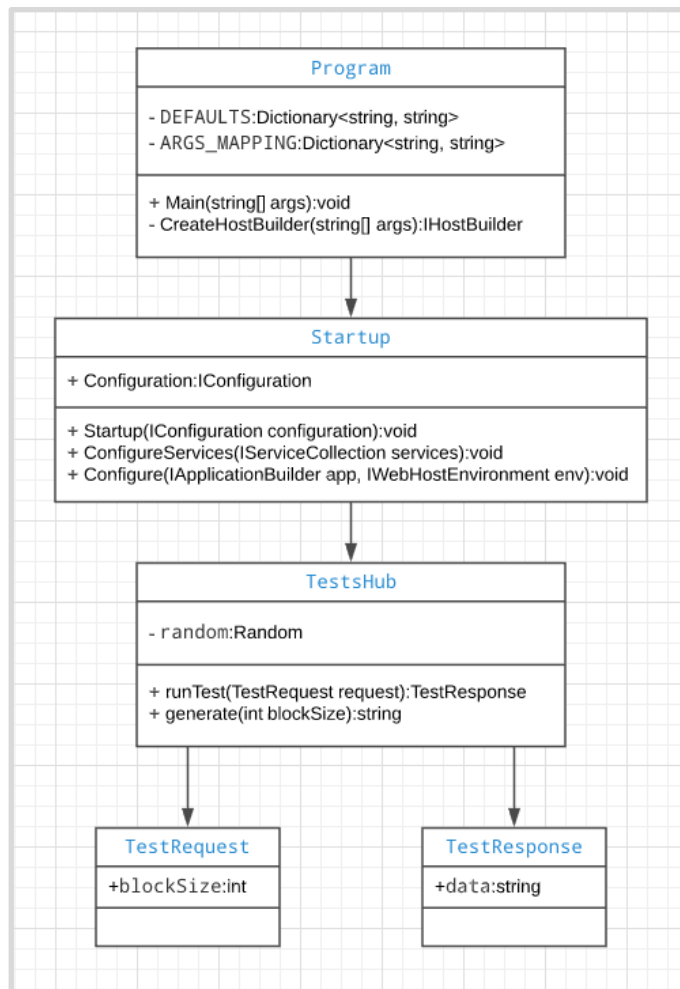 Program
- DEFAULTS:Dictionary<string, string>
- ARGS_MAPPING:Dictionary<string, string>
+ Main(string[] args):void
- CreateHostBuilder(string[] args):IHostBuilder
Startup
+ Configuration:IConfiguration
+ Startup(IConfiguration configuration):void
+ ConfigureServices(IServiceCollection services):void
+ Configure(IApplicationBuilder app, IWebHostEnvironment env):void
TestsHub
- random:Random
+ runTest(TestRequest request):TestResponse
+ generate(int blockSize):string
TestRequest
+blockSize:int
TestResponse
+data:string